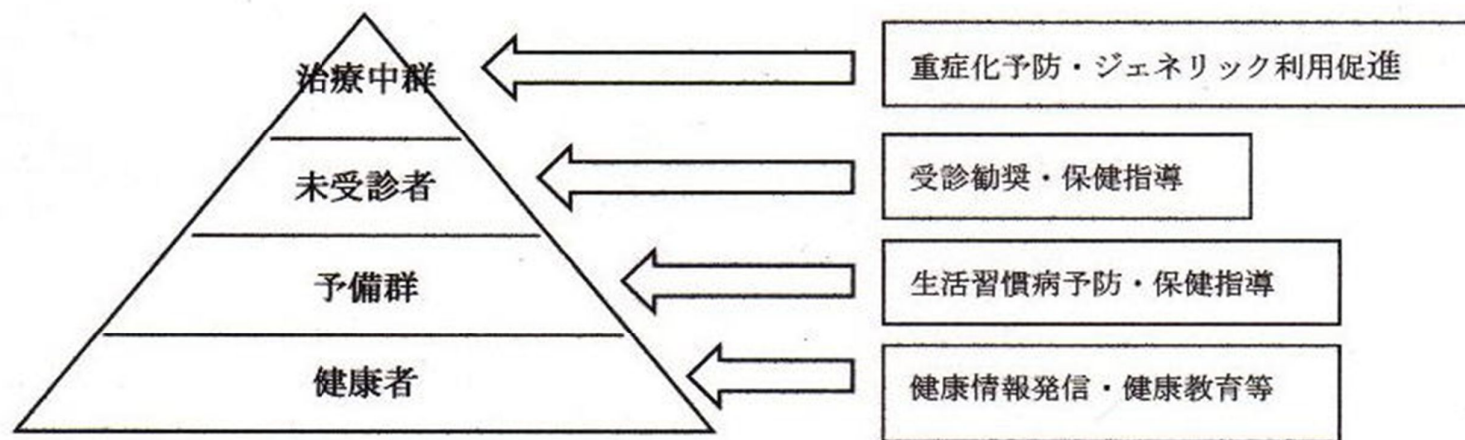 治療中群
重症化予防・ジェネリック利用促進
未受診者
受診勧奨・保健指導
予備群
生活習慣病予防・保健指導
健康者
健康情報発信・健康教育等